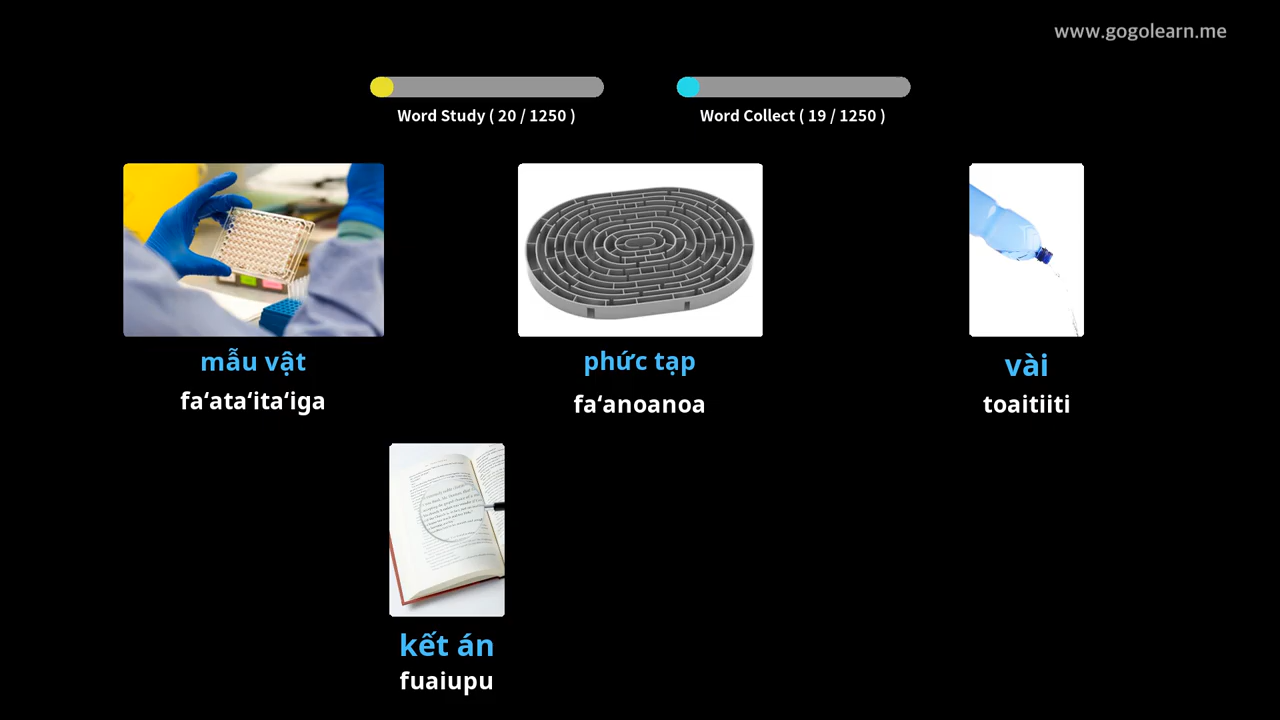 www.gogolearn.me
Word Study ( 20 / 1250 )
Word Collect ( 19 / 1250 )
mẫu vật
faʻataʻitaʻiga
phức tạp
faʻanoanoa
vài
toaitiiti
kết án
fuaiupu